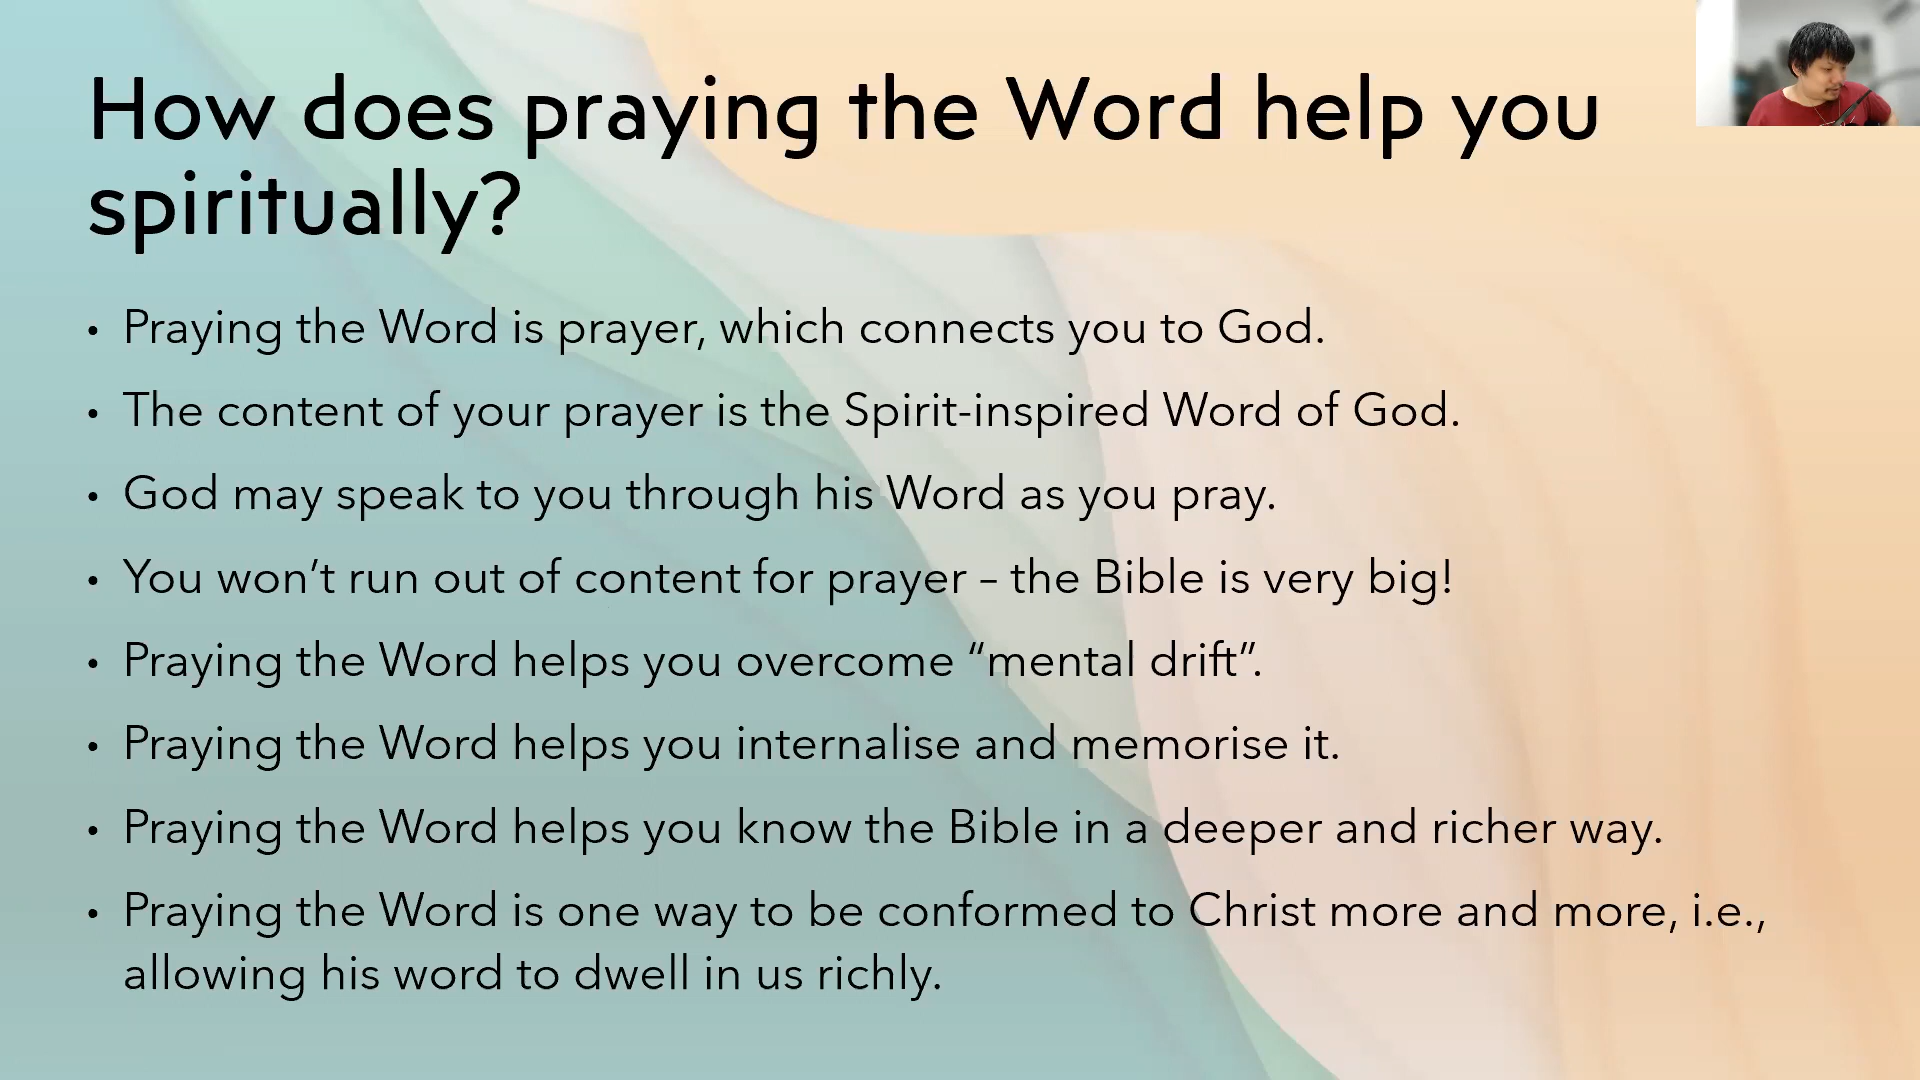 How does praying the Word help you
spiritually?
• Praying the Word is prayer, which connects you to God.
• The content of your prayer is the Spirit-inspired Word of God.
• God may speak to you through his Word as you pray.
• You won’t run out of content for prayer – the Bible is very big!
• Praying the Word helps you overcome “mental drift”.
• Praying the Word helps you internalise and memorise it.
• Praying the Word helps you know the Bible in a deeper and richer way.
• Praying the Word is one way to be conformed to Christ more and more, i.e.,
allowing his word to dwell in us richly.